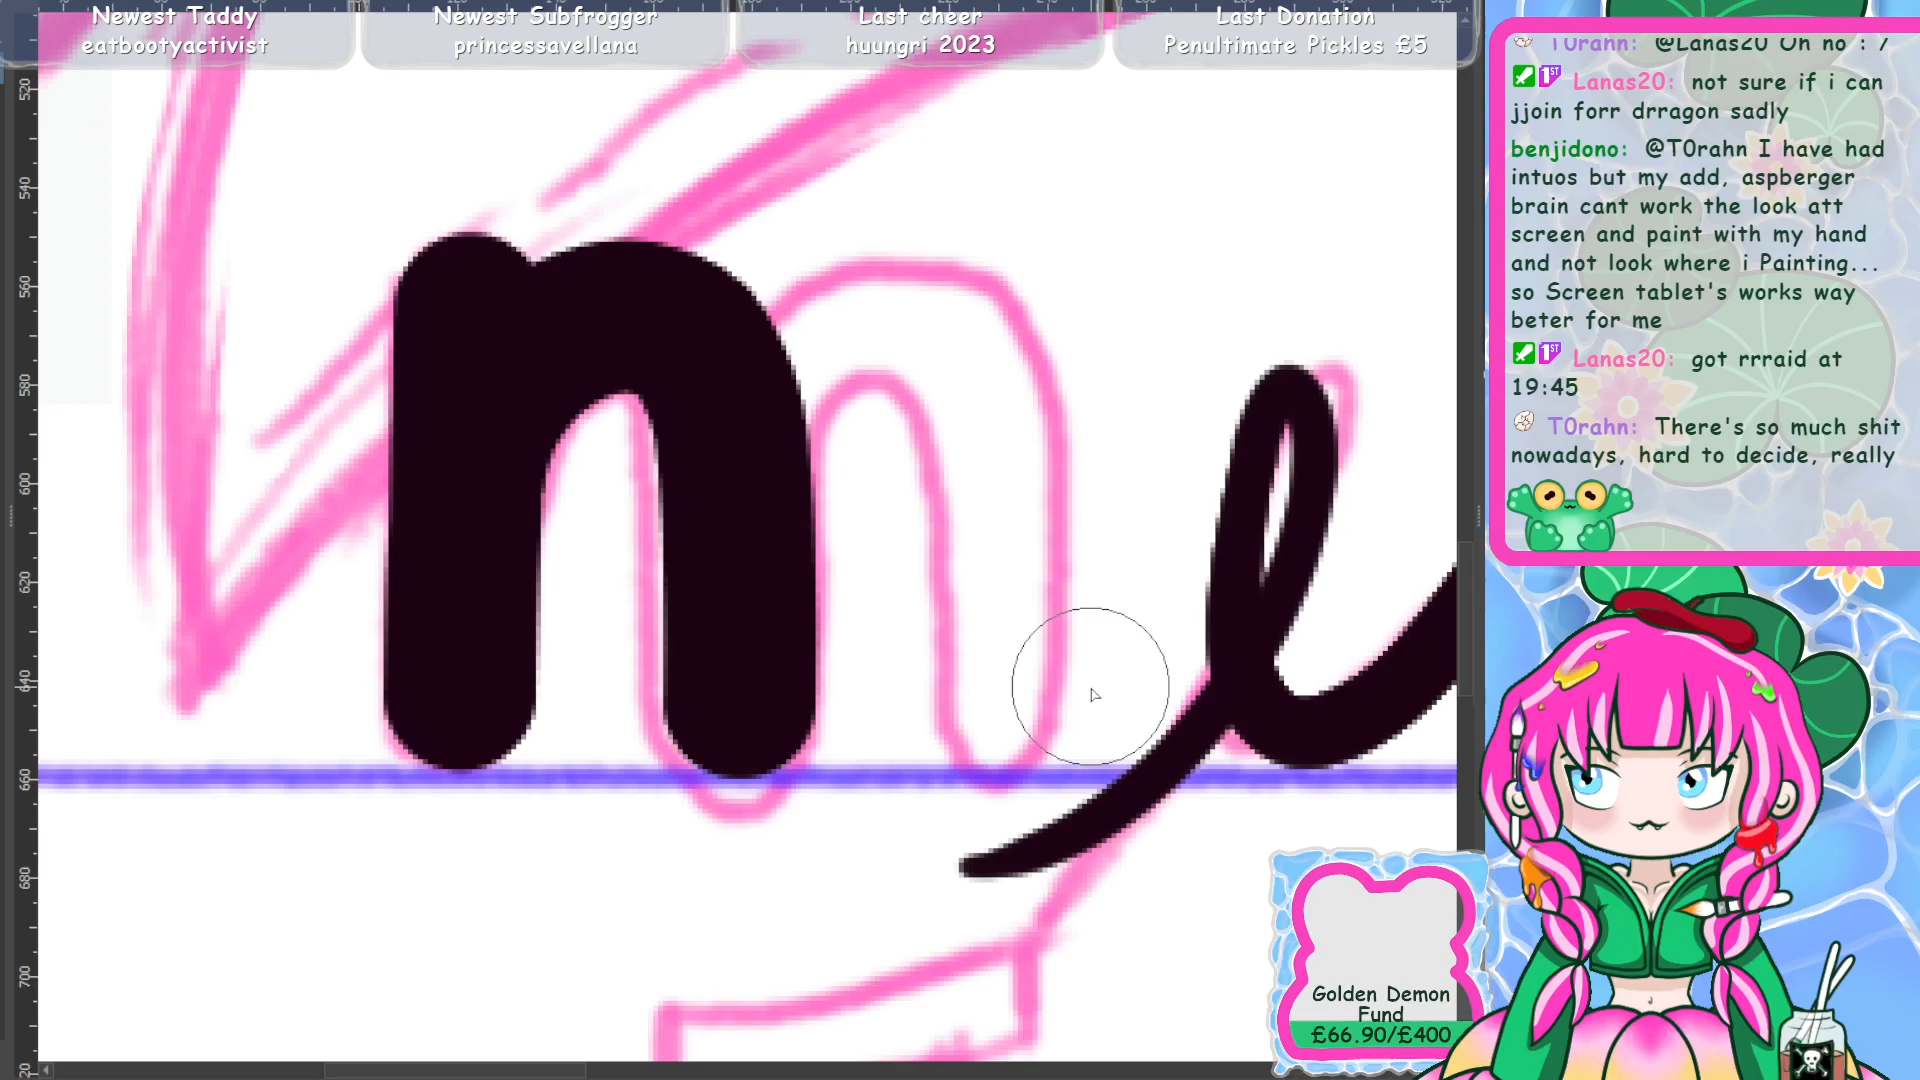 Newest Taddy
eatbootyactivist
Newest Subfrogger
princessavellana
Last cheer
huungri 2023
Last Donation
Penultimate Pickles £5
T0rahn: @Lanas20 Oh no : /
Lanas20: not sure if i can
jjoin forr drragon sadly
benjidono: @T0rahn I have had
intuos but my add, aspberger
brain cant work the look att
screen and paint with my hand
and not look where i Painting...
so Screen tablet's works way
beter for me
Lanas20: got rrraid at
19:45
T0rahn: There's so much shit
nowadays, hard to decide, really
520
540
560
580
600
620
640
660
680
700
n
e
Golden Demon
Fund
£66.90/£400